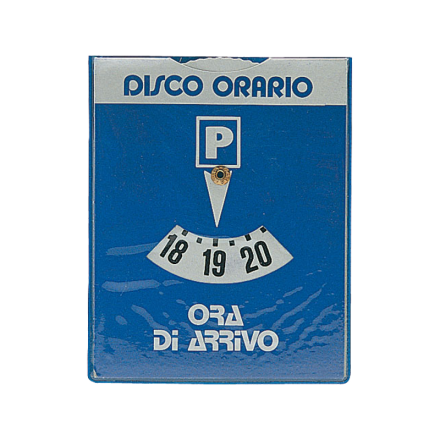 DISCO ORARIO
P
18 19 20
ORA
Di ARRiVO